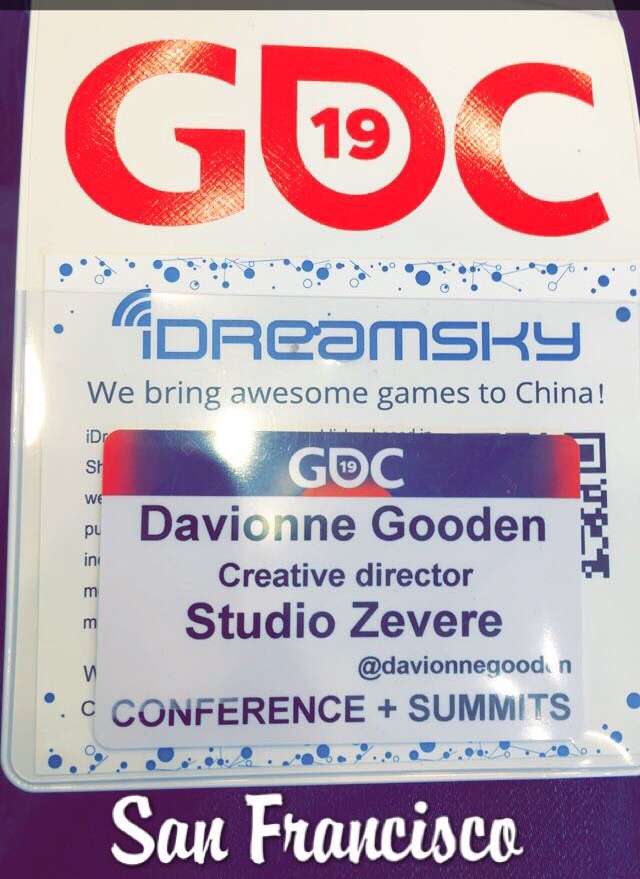 GDC
19
iDreamsky
We bring awesome games to China!
GDC
19
Davionne Gooden
Creative director
Studio Zevere
@davionnegooden
CONFERENCE + SUMMITS
San Francisco